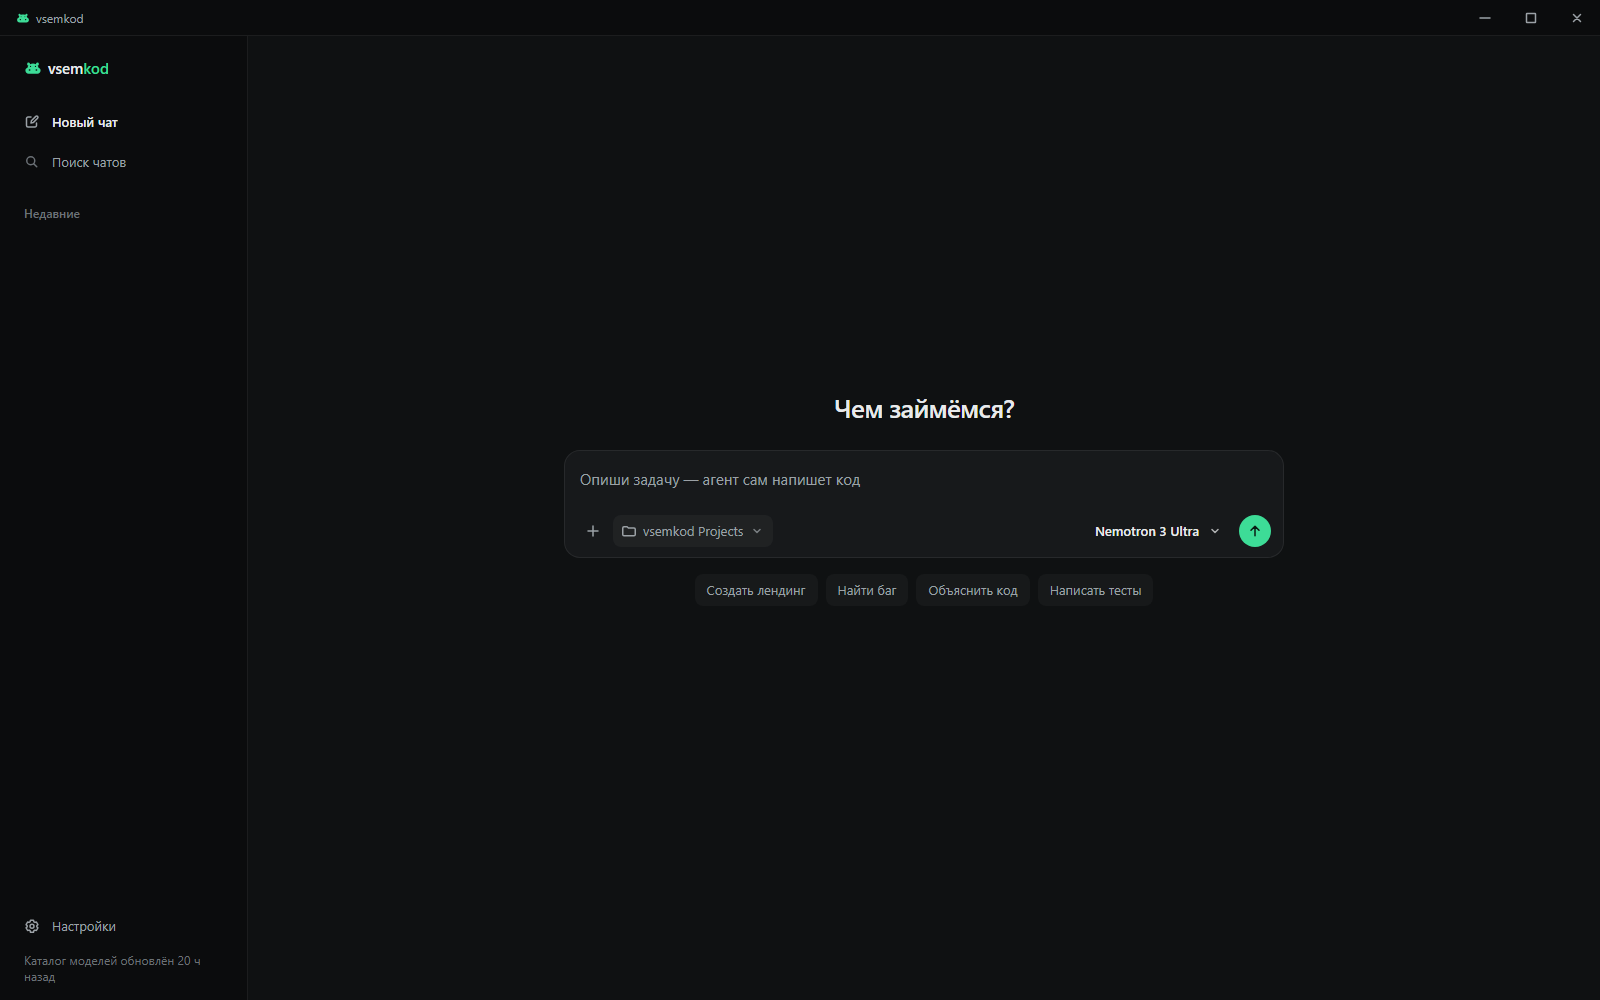 vsemkod
vsemkod
Новый чат
Поиск чатов
Недавние
Чем займёмся?
Опиши задачу — агент сам напишет код
vsemkod Projects
Nemotron 3 Ultra
Создать лендинг
Найти баг
Объяснить код
Написать тесты
Настройки
Каталог моделей обновлён 20 ч
назад